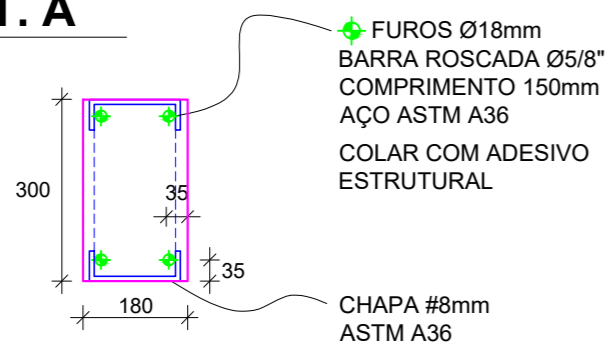 T. A
FUROS Ø18mm
BARRA ROSCADA Ø5/8"
COMPRIMENTO 150mm
AÇO ASTM A36
COLAR COM ADESIVO
ESTRUTURAL
300
35
35
180
CHAPA #8mm
ASTM A36